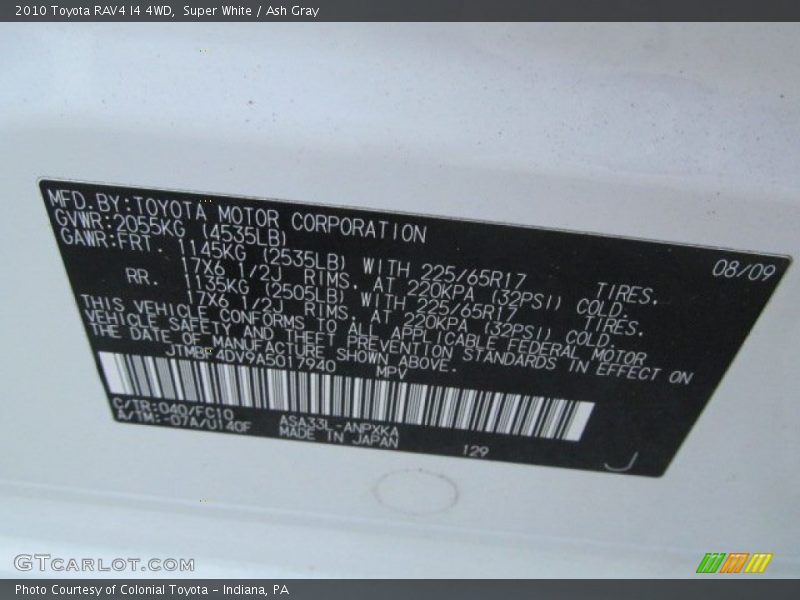 2010 Toyota RAV4 I4 4WD, Super White / Ash Gray
MFD.BY:TOYOTA MOTOR CORPORATION 08/09
GVWR:2055KG (4535LB)
GAWR:FRT. 1145KG (2535LB) WITH 225/65R17 TIRES,
17X6 1/2J RIMS, AT 220KPA (32PSI) COLD.
RR. 1135KG (2505LB) WITH 225/65R17 TIRES,
17X6 1/2J RIMS, AT 220KPA (32PSI) COLD.
THIS VEHICLE CONFORMS TO ALL APPLICABLE FEDERAL MOTOR
VEHICLE SAFETY AND THEFT PREVENTION STANDARDS IN EFFECT ON
THE DATE OF MANUFACTURE SHOWN ABOVE.
JTMBF4DV9A5017940 MPV
C/TR:040/FC10 ASA33L-ANPXKA
A/TM:-07A/U140F MADE IN JAPAN 129 J
GTCARLOT.COM
Photo Courtesy of Colonial Toyota - Indiana, PA